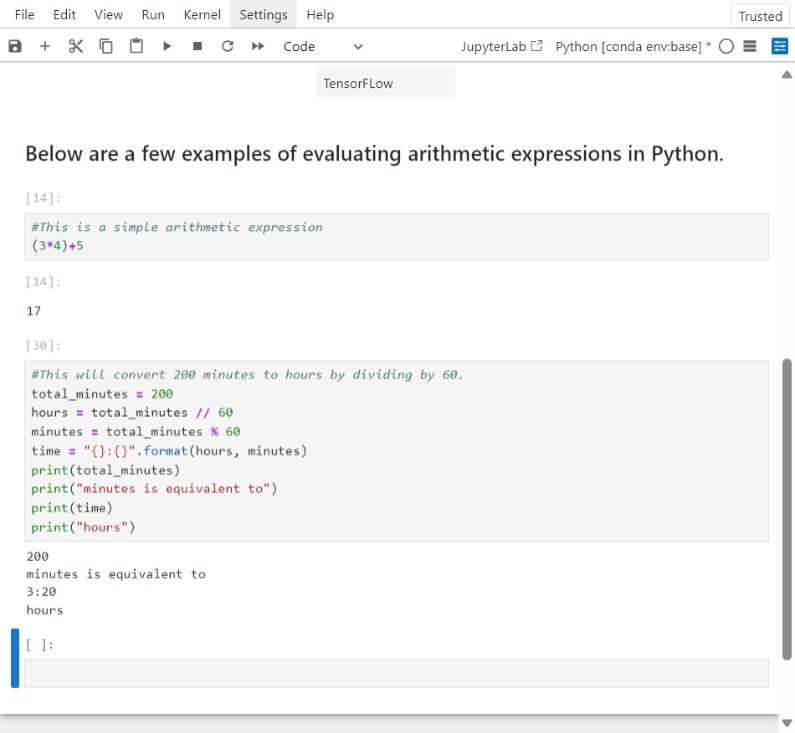 File Edit View Run Kernel Settings Help Trusted
Code JupyterLab Python [conda env:base] *
TensorFLow
Below are a few examples of evaluating arithmetic expressions in Python.
[14]:
#This is a simple arithmetic expression
(3*4)+5
[14]:
17
[30]:
#This will convert 200 minutes to hours by dividing by 60.
total_minutes = 200
hours = total_minutes // 60
minutes = total_minutes % 60
time = "{}:{}".format(hours, minutes)
print(total_minutes)
print("minutes is equivalent to")
print(time)
print("hours")
200
minutes is equivalent to
3:20
hours
[ ]: